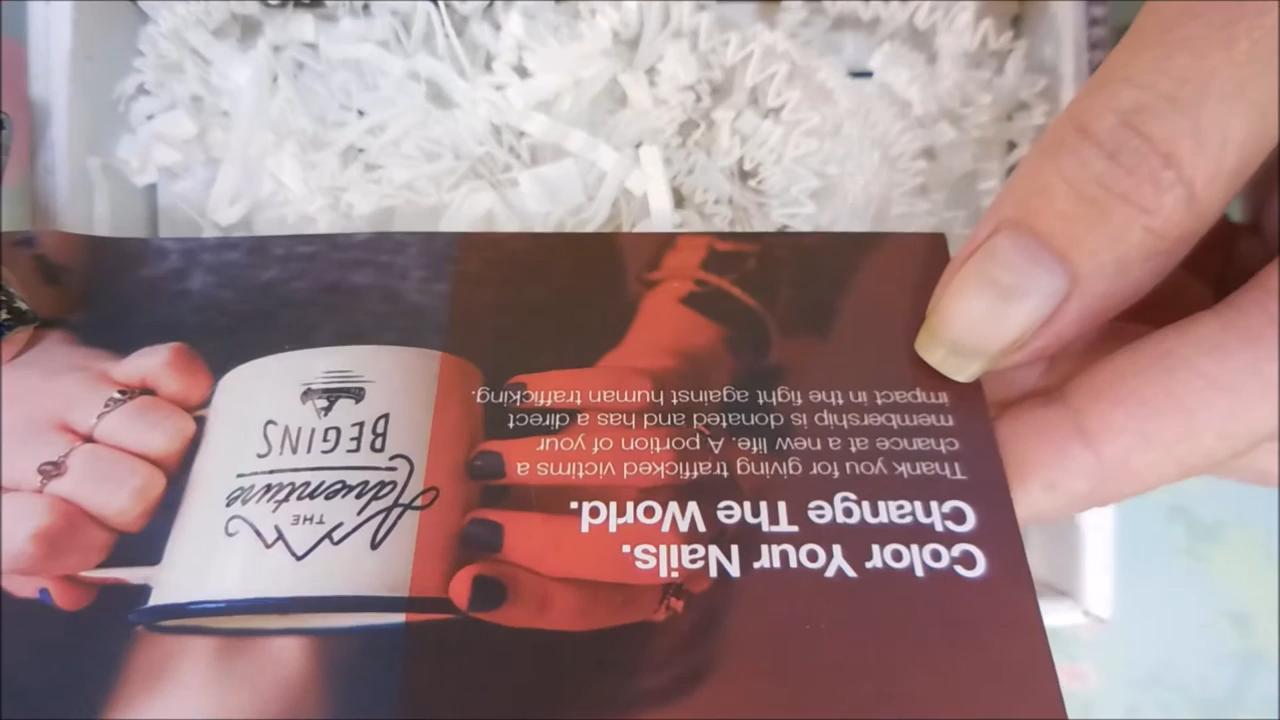 Color Your Nails.
Change The World.
Thank you for giving trafficked victims a
chance at a new life. A portion of your
membership is donated and has a direct
impact in the fight against human trafficking.
THE
Adventure
BEGINS